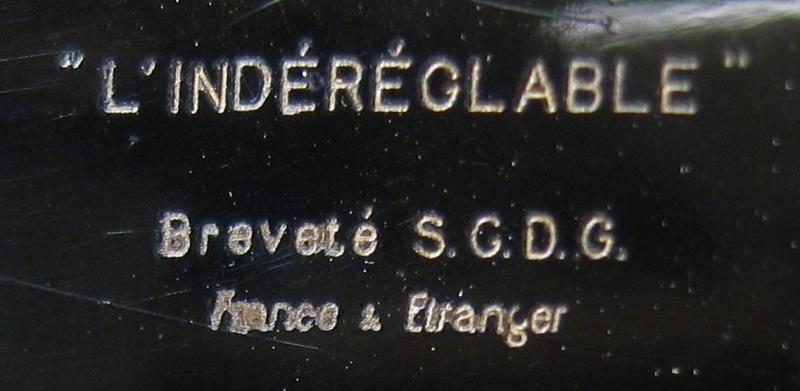 "L'INDÉRÉGLABLE"
Breveté S.G.D.G.
France & Etranger